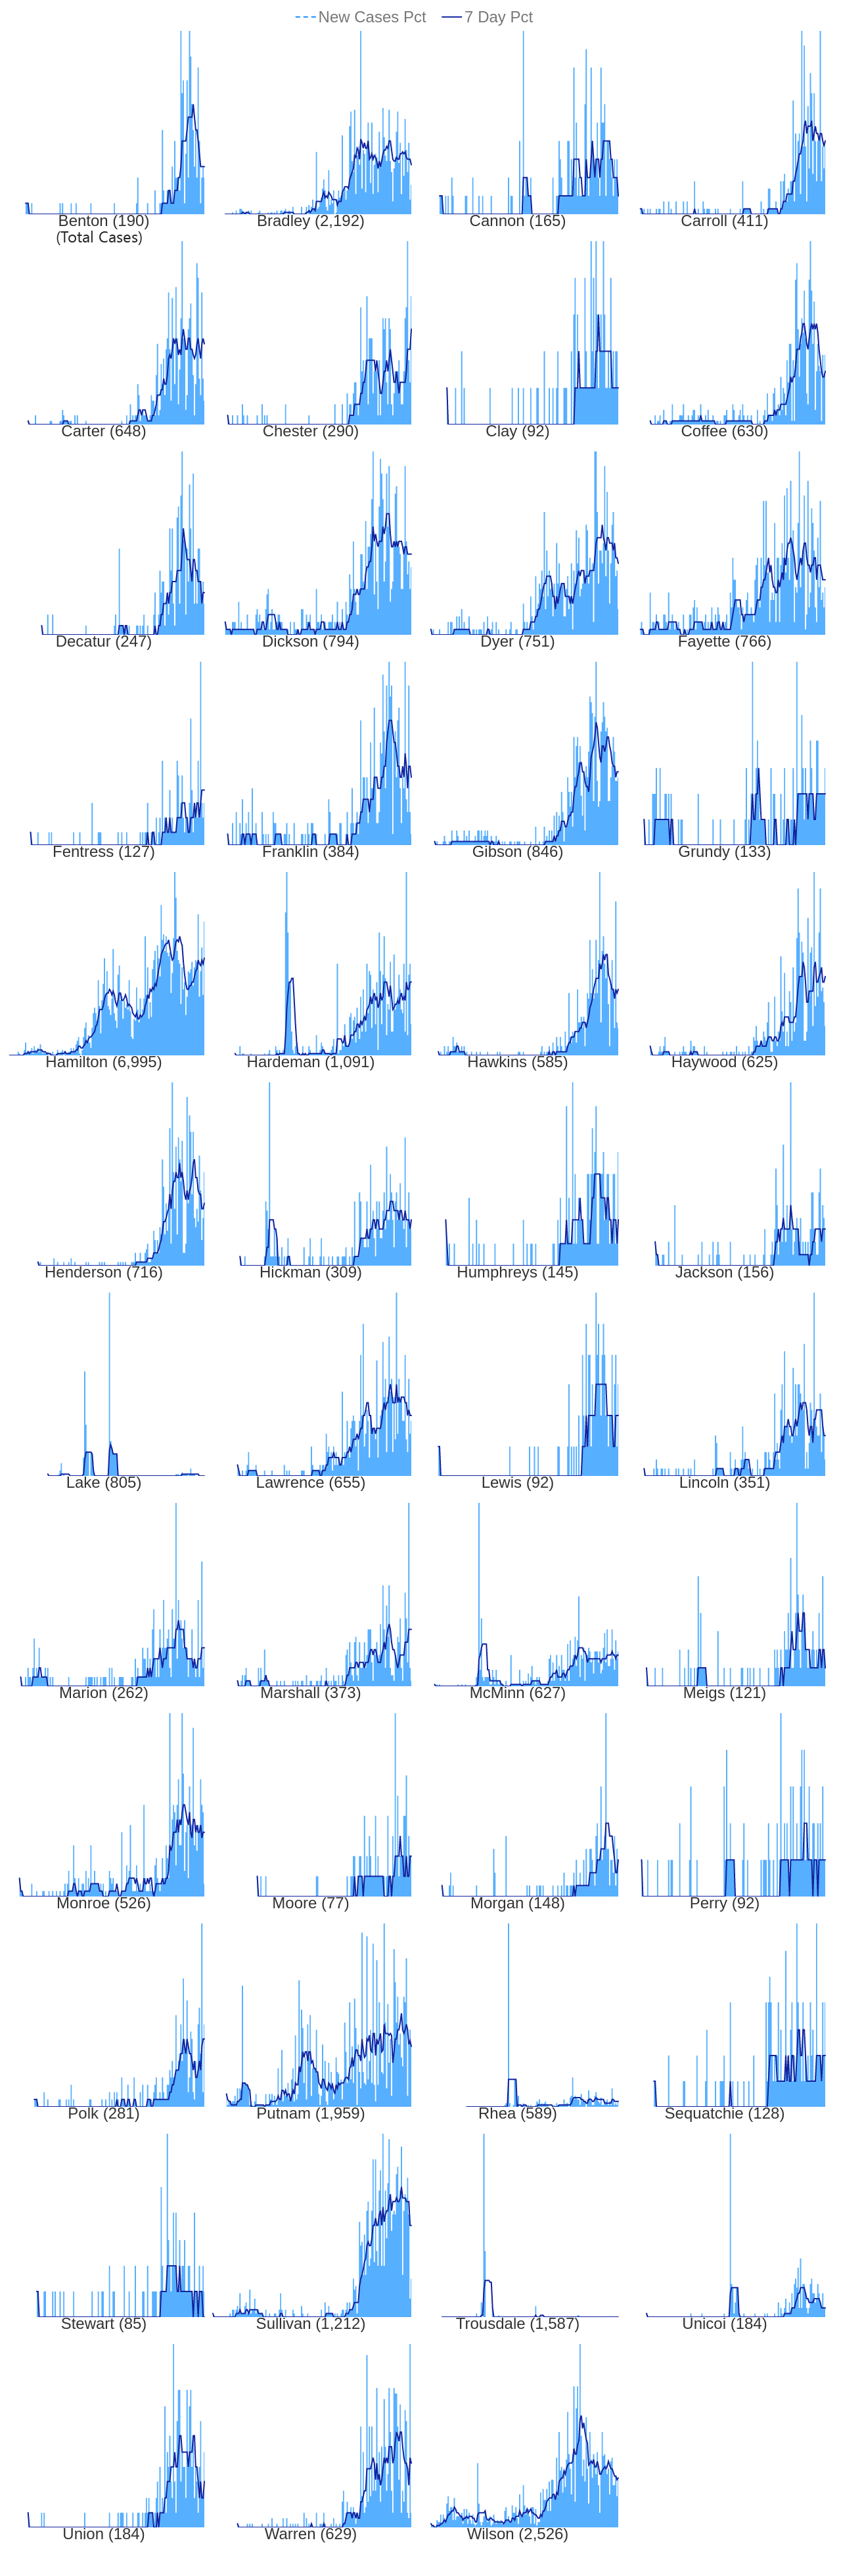 New Cases Pct 7 Day Pct
Benton (190) Bradley (2,192) Cannon (165) Carroll (411)
(Total Cases)
Carter (648) Chester (290) Clay (92) Coffee (630)
Decatur (247) Dickson (794) Dyer (751) Fayette (766)
Fentress (127) Franklin (384) Gibson (846) Grundy (133)
Hamilton (6,995) Hardeman (1,091) Hawkins (585) Haywood (625)
Henderson (716) Hickman (309) Humphreys (145) Jackson (156)
Lake (805) Lawrence (655) Lewis (92) Lincoln (351)
Marion (262) Marshall (373) McMinn (627) Meigs (121)
Monroe (526) Moore (77) Morgan (148) Perry (92)
Polk (281) Putnam (1,959) Rhea (589) Sequatchie (128)
Stewart (85) Sullivan (1,212) Trousdale (1,587) Unicoi (184)
Union (184) Warren (629) Wilson (2,526)